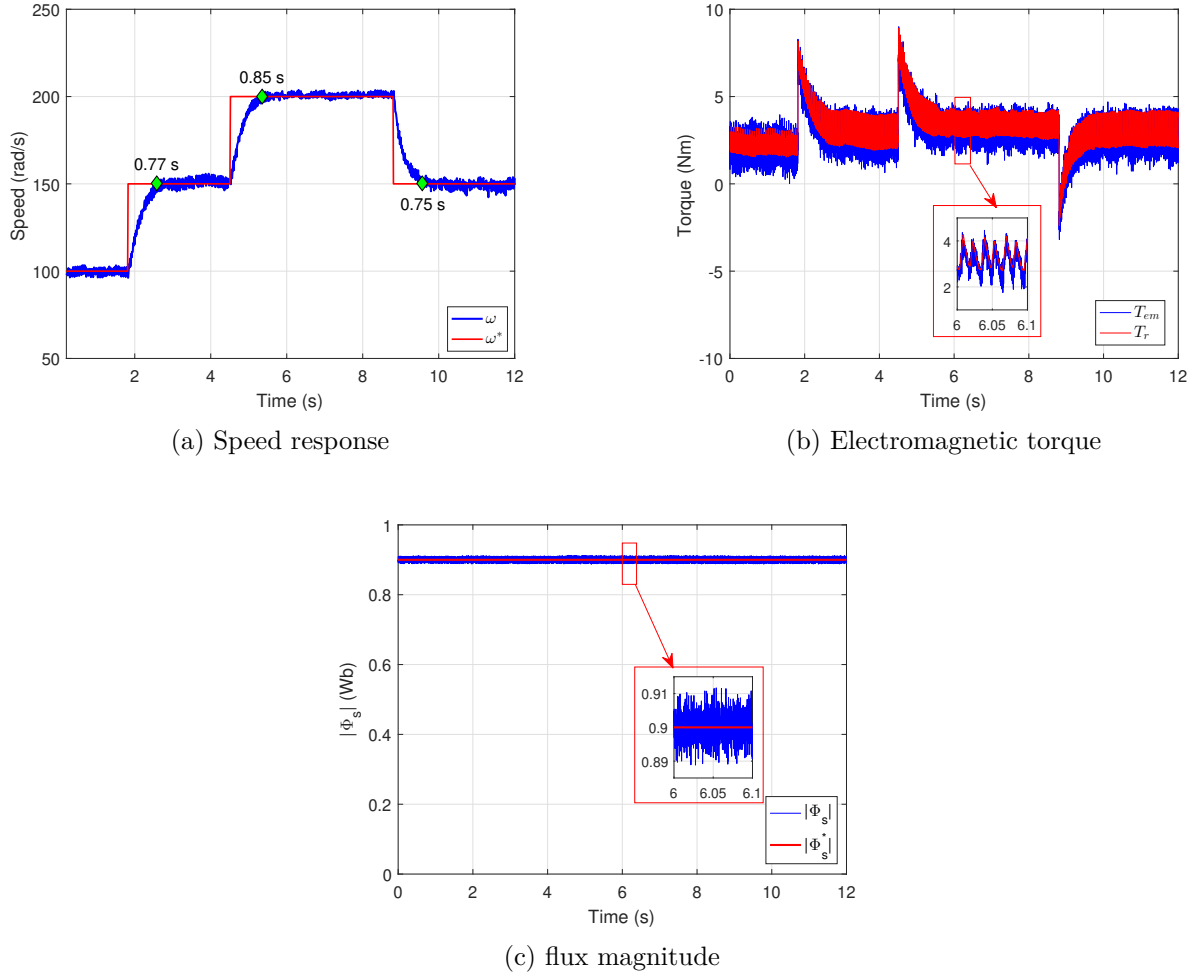 250
200
150
100
50
Speed (rad/s)
0.77 s
0.85 s
0.75 s
ω
ω*
2 4 6 8 10 12
Time (s)
(a) Speed response
10
5
0
-5
-10
Torque (Nm)
4
2
6 6.05 6.1
T_em
T_r
0 2 4 6 8 10 12
Time (s)
(b) Electromagnetic torque
1
0.8
0.6
0.4
0.2
0
|Φ_s| (Wb)
0.91
0.9
0.89
6 6.05 6.1
|Φ_s|
|Φ_s^*|
0 2 4 6 8 10 12
Time (s)
(c) flux magnitude